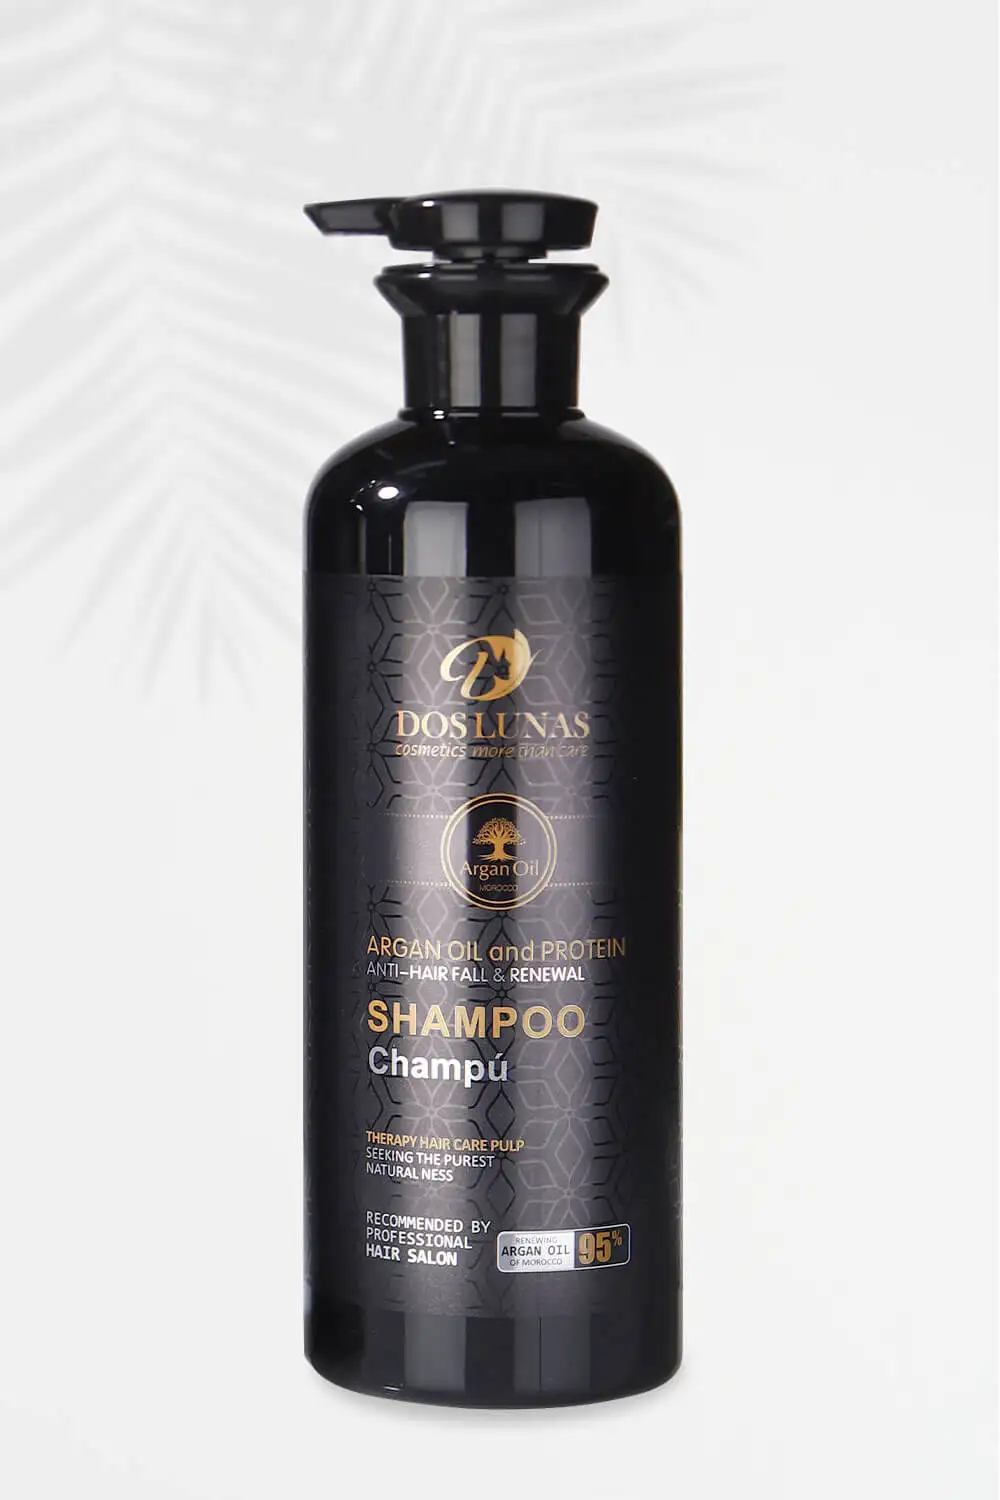 DOS LUNAS
cosmetics more than care
Argan Oil
MOROCCO
ARGAN OIL and PROTEIN
ANTI-HAIR FALL & RENEWAL
SHAMPOO
Champú
THERAPY HAIR CARE PULP
SEEKING THE PUREST
NATURAL NESS
RECOMMENDED BY
PROFESSIONAL
HAIR SALON
RENEWING
ARGAN OIL
OF MOROCCO
95%